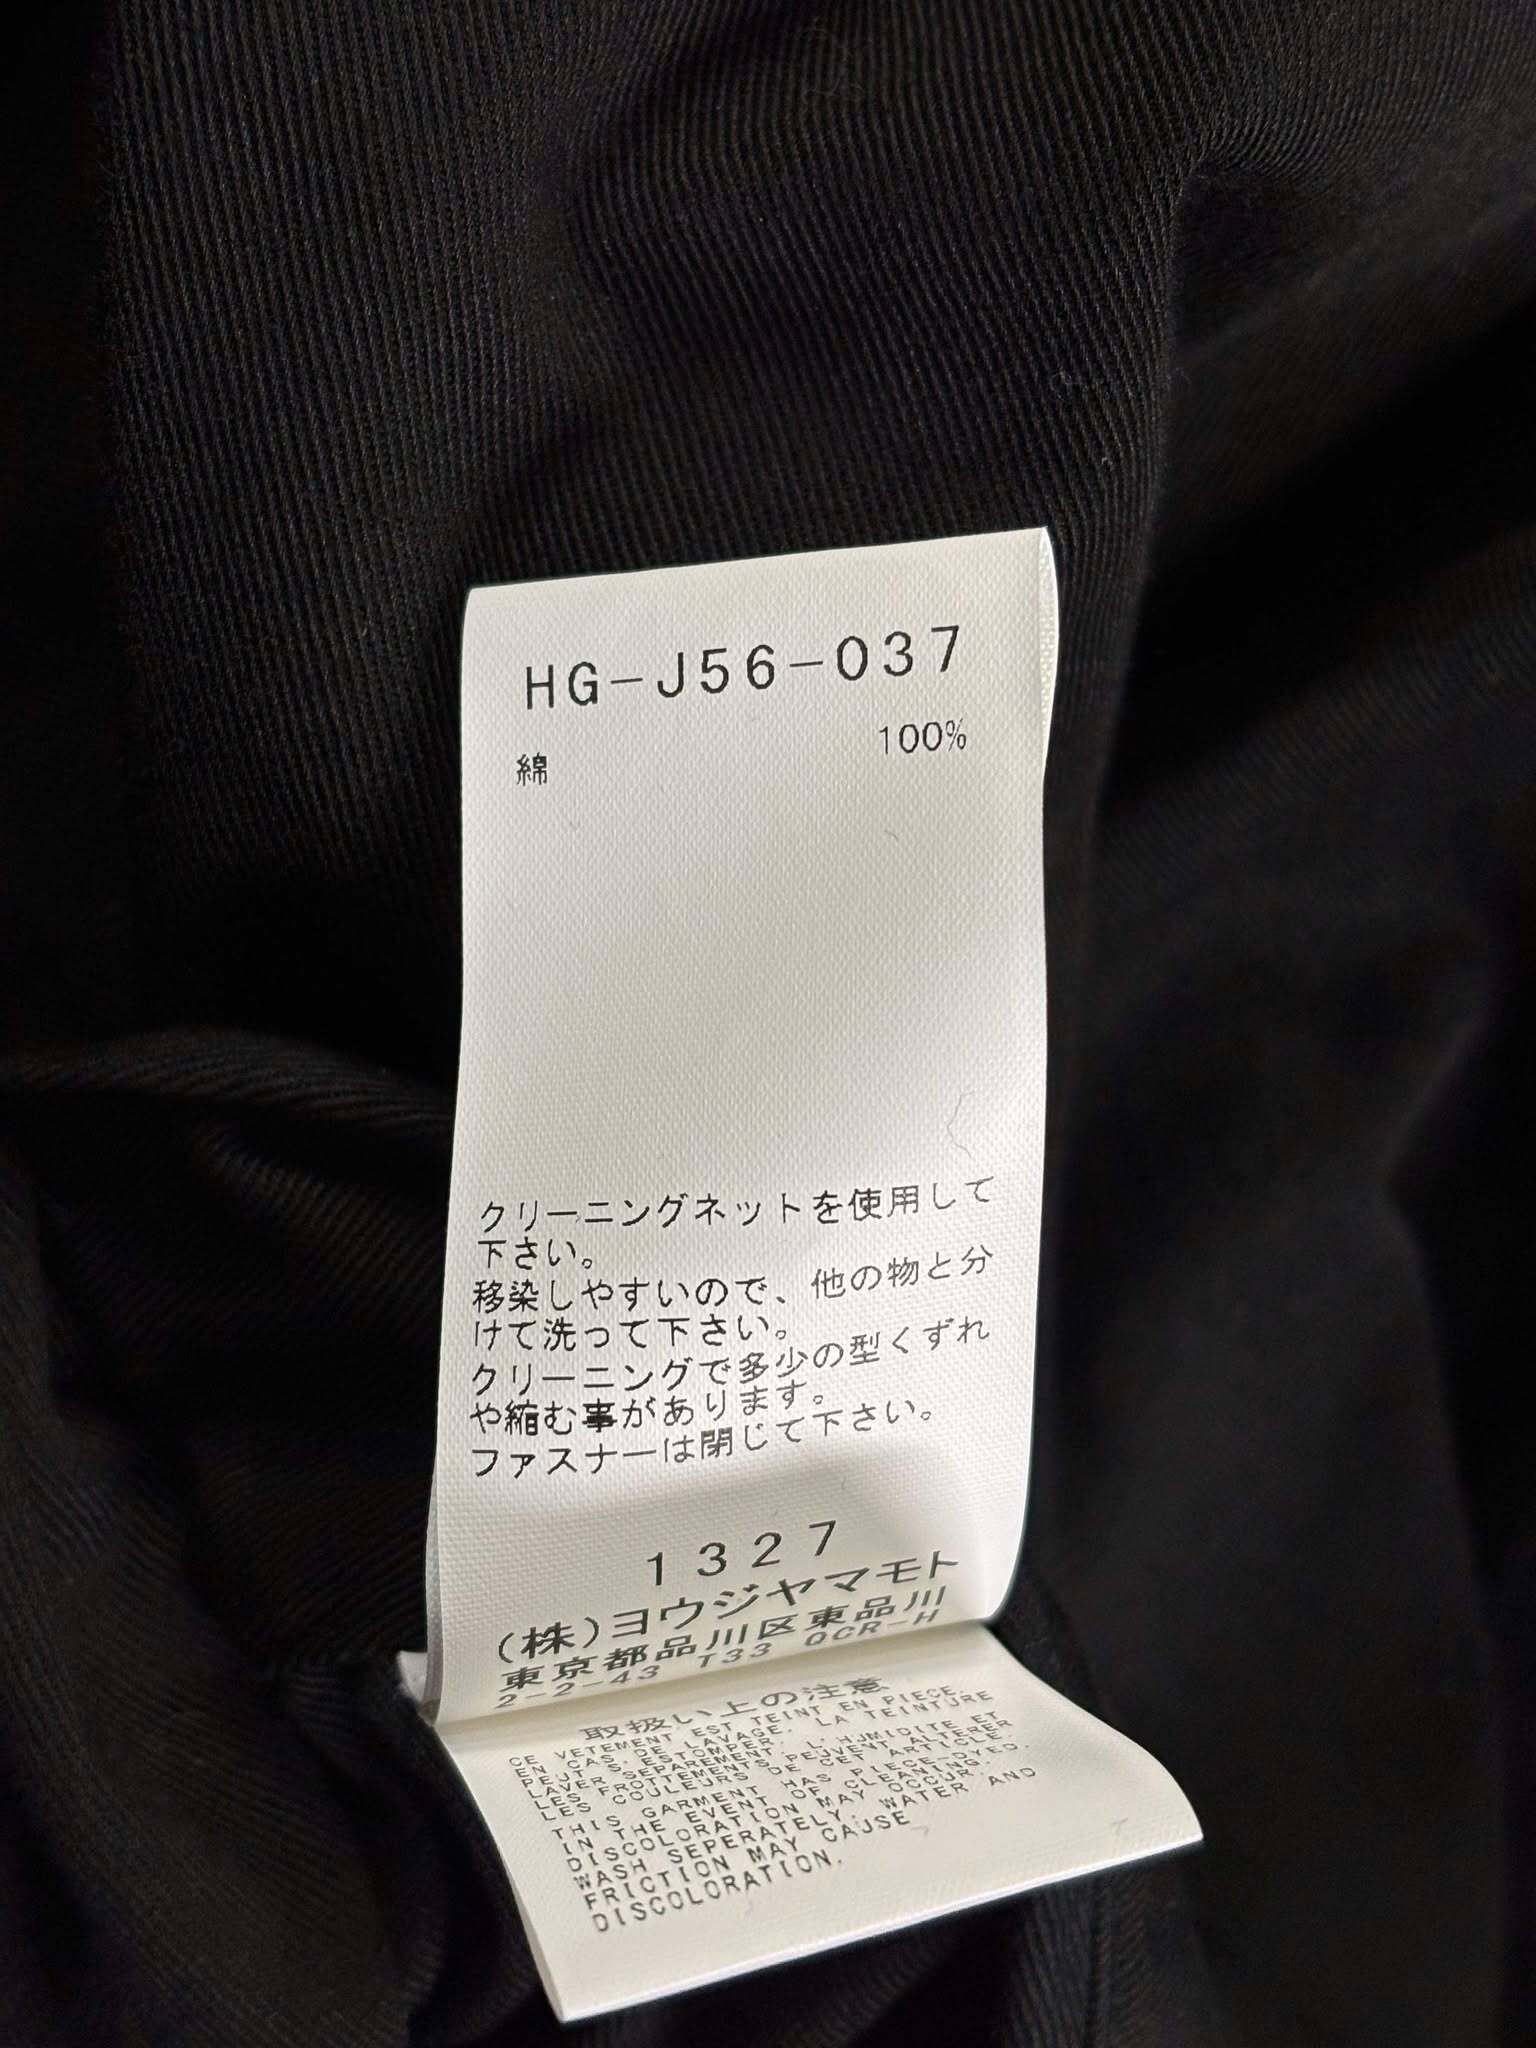 HG-J56-037
綿 100%
クリーニングネットを使用して
下さい。
移染しやすいので、他の物と分
けて洗って下さい。
クリーニングで多少の型くずれ
や縮む事があります。
ファスナーは閉じて下さい。
1327
(株)ヨウジヤマモト
東京都品川区東品川
2-2-43 T33 OCR-H
取扱い上の注意
CE VETEMENT EST TEINT EN PIECE.
EN CAS DE LAVAGE, LA TEINTURE
PEUT S'ESTOMPER.
LAVER SEPAREMENT. L'HUMIDITE ET
LES FROTTEMENTS PEUVENT ALTERER
LES COULEURS DE CET ARTICLE.
THIS GARMENT HAS PIECE-DYED.
IN THE EVENT OF CLEANING,
DISCOLORATION MAY OCCUR.
WASH SEPERATELY. WATER AND
FRICTION MAY CAUSE
DISCOLORATION.